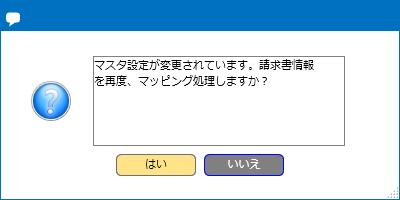 マスタ設定が変更されています。請求書情報
を再度、マッピング処理しますか？
はい
いいえ